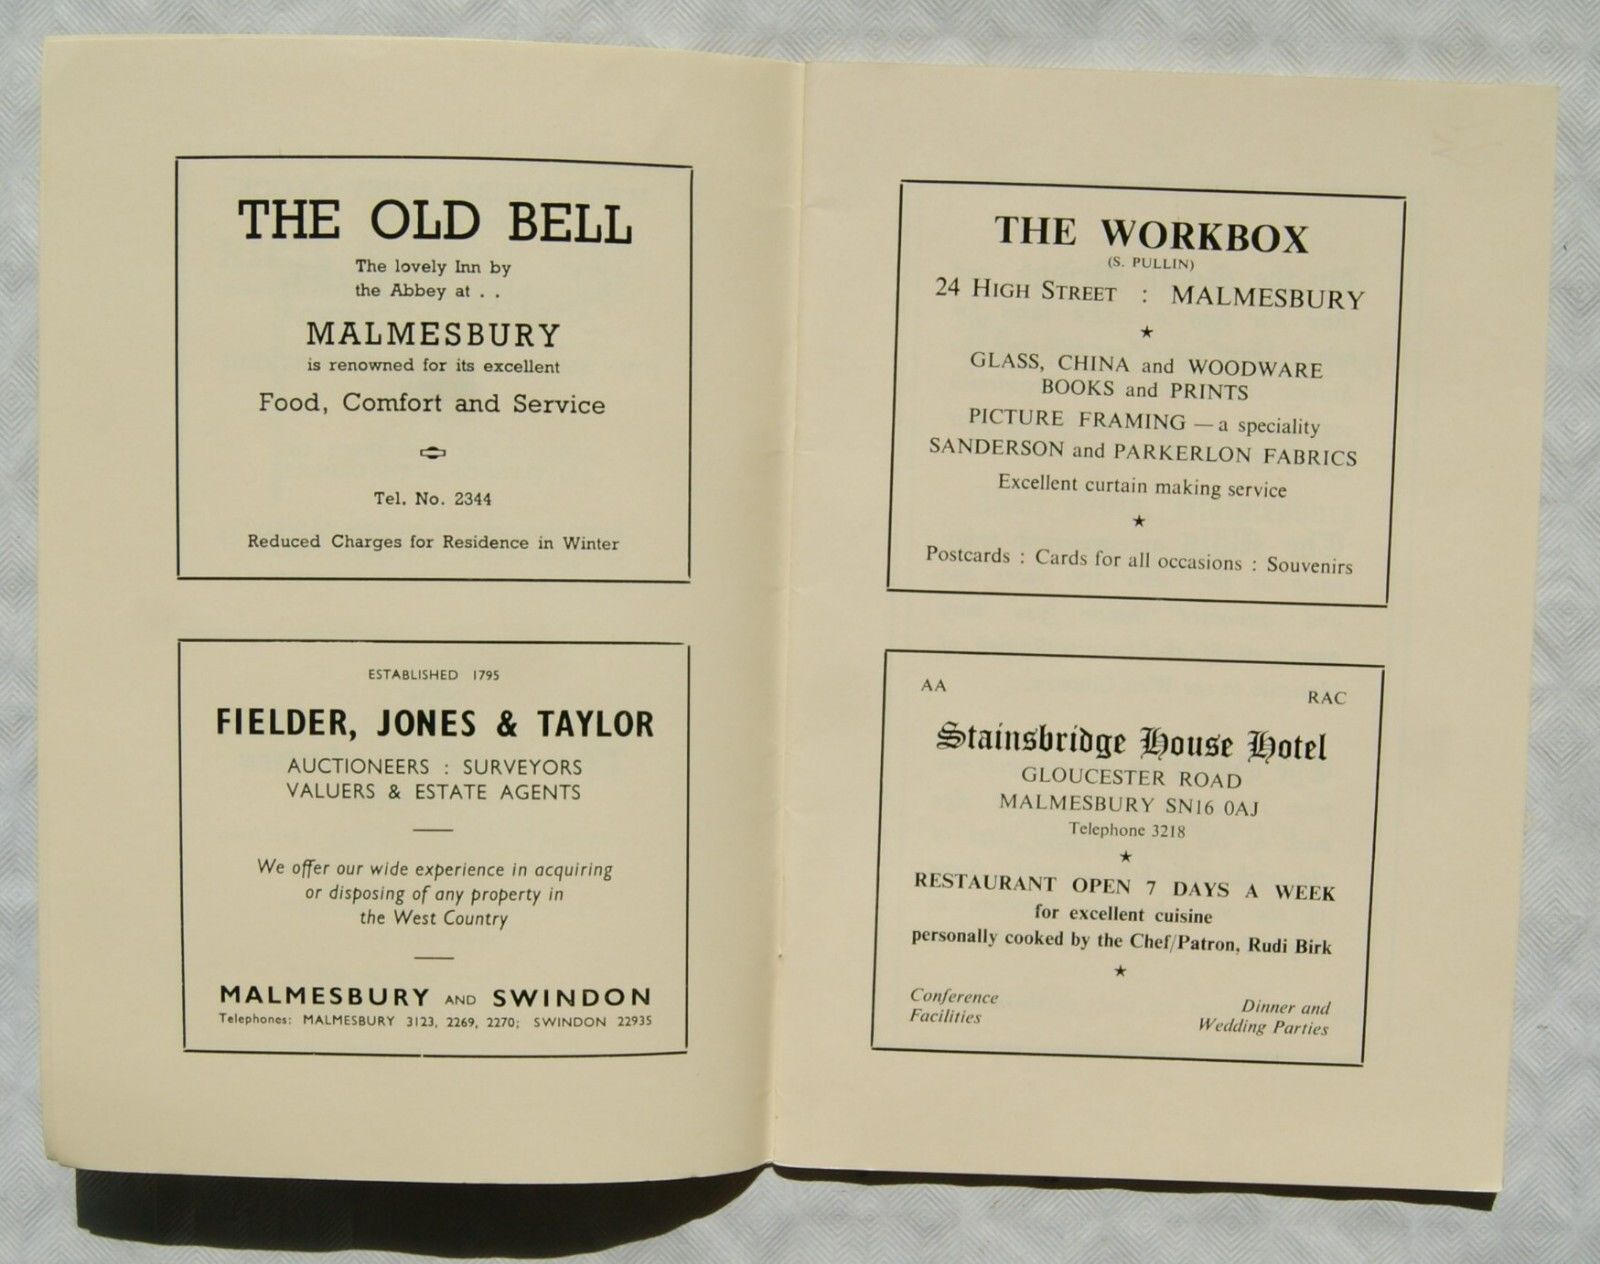 THE OLD BELL
The lovely Inn by
the Abbey at . .
MALMESBURY
is renowned for its excellent
Food, Comfort and Service
Tel. No. 2344
Reduced Charges for Residence in Winter
ESTABLISHED 1795
FIELDER, JONES & TAYLOR
AUCTIONEERS : SURVEYORS
VALUERS & ESTATE AGENTS
We offer our wide experience in acquiring
or disposing of any property in
the West Country
MALMESBURY AND SWINDON
Telephones: MALMESBURY 3123, 2269, 2270; SWINDON 22935
THE WORKBOX
(S. PULLIN)
24 HIGH STREET : MALMESBURY
GLASS, CHINA and WOODWARE
BOOKS and PRINTS
PICTURE FRAMING — a speciality
SANDERSON and PARKERLON FABRICS
Excellent curtain making service
Postcards : Cards for all occasions : Souvenirs
AA RAC
Stainsbridge House Hotel
GLOUCESTER ROAD
MALMESBURY SN16 0AJ
Telephone 3218
RESTAURANT OPEN 7 DAYS A WEEK
for excellent cuisine
personally cooked by the Chef/Patron, Rudi Birk
Conference
Facilities
Dinner and
Wedding Parties